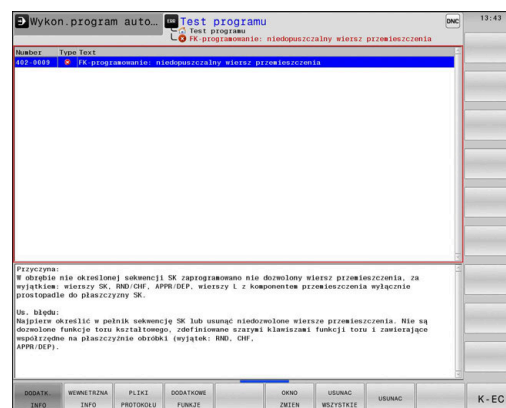 Wykon.program auto... Test programu DNC 13:43
Test programu
FK-programowanie: niedopuszczalny wiersz przemieszczenia
Number Type Text
402-0009 FK-programowanie: niedopuszczalny wiersz przemieszczenia
Przyczyna:
W obrębie nie określonej sekwencji SK zaprogramowano nie dozwolony wiersz przemieszczenia, za
wyjątkiem: wierszy SK, RND/CHF, APPR/DEP, wierszy L z komponentem przemieszczenia wyłącznie
prostopadle do płaszczyzny SK.
Us. błędu:
Najpierw określić w pełnik sekwencję SK lub usunąć niedozwolone wiersze przemieszczenia. Nie są
dozwolone funkcje toru kształtowego, zdefiniowane szarymi klawiszami funkcji toru i zawierające
współrzędne na płaszczyźnie obróbki (wyjątek: RND, CHF,
APPR/DEP).
DODATK. WEWNETRZNA PLIKI DODATKOWE OKNO USUNAC USUNAC K-EC
INFO INFO PROTOKOŁU FUNKJE ZMIEN WSZYSTKIE